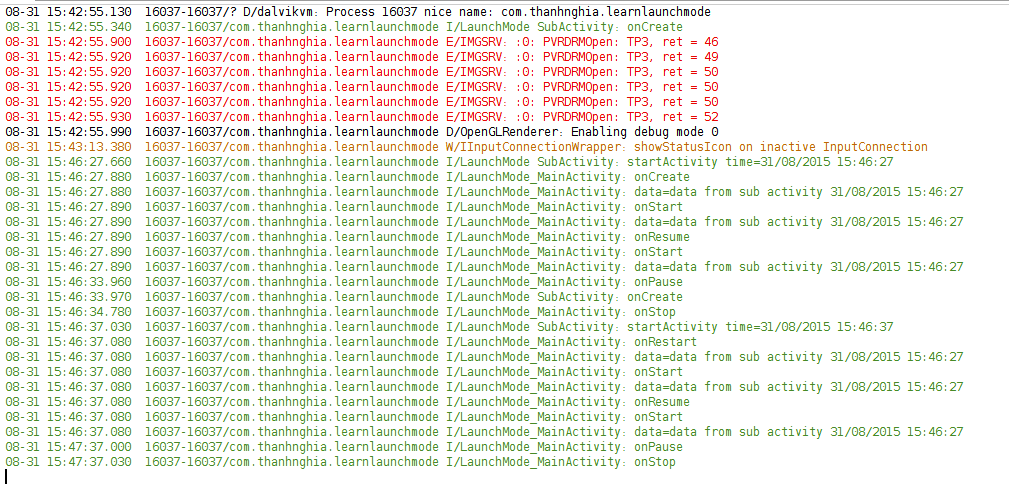 08-31 15:42:55.130 16037-16037/? D/dalvikvm: Process 16037 nice name: com.thanhnghia.learnlaunchmode
08-31 15:42:55.340 16037-16037/com.thanhnghia.learnlaunchmode I/LaunchMode SubActivity: onCreate
08-31 15:42:55.900 16037-16037/com.thanhnghia.learnlaunchmode E/IMGSRV: :0: PVRDRMOpen: TP3, ret = 46
08-31 15:42:55.920 16037-16037/com.thanhnghia.learnlaunchmode E/IMGSRV: :0: PVRDRMOpen: TP3, ret = 49
08-31 15:42:55.920 16037-16037/com.thanhnghia.learnlaunchmode E/IMGSRV: :0: PVRDRMOpen: TP3, ret = 50
08-31 15:42:55.920 16037-16037/com.thanhnghia.learnlaunchmode E/IMGSRV: :0: PVRDRMOpen: TP3, ret = 50
08-31 15:42:55.920 16037-16037/com.thanhnghia.learnlaunchmode E/IMGSRV: :0: PVRDRMOpen: TP3, ret = 50
08-31 15:42:55.930 16037-16037/com.thanhnghia.learnlaunchmode E/IMGSRV: :0: PVRDRMOpen: TP3, ret = 52
08-31 15:42:55.990 16037-16037/com.thanhnghia.learnlaunchmode D/OpenGLRenderer: Enabling debug mode 0
08-31 15:43:13.380 16037-16037/com.thanhnghia.learnlaunchmode W/IInputConnectionWrapper: showStatusIcon on inactive InputConnection
08-31 15:46:27.660 16037-16037/com.thanhnghia.learnlaunchmode I/LaunchMode SubActivity: startActivity time=31/08/2015 15:46:27
08-31 15:46:27.880 16037-16037/com.thanhnghia.learnlaunchmode I/LaunchMode_MainActivity: onCreate
08-31 15:46:27.880 16037-16037/com.thanhnghia.learnlaunchmode I/LaunchMode_MainActivity: data=data from sub activity 31/08/2015 15:46:27
08-31 15:46:27.890 16037-16037/com.thanhnghia.learnlaunchmode I/LaunchMode_MainActivity: onStart
08-31 15:46:27.890 16037-16037/com.thanhnghia.learnlaunchmode I/LaunchMode_MainActivity: data=data from sub activity 31/08/2015 15:46:27
08-31 15:46:27.890 16037-16037/com.thanhnghia.learnlaunchmode I/LaunchMode_MainActivity: onResume
08-31 15:46:27.890 16037-16037/com.thanhnghia.learnlaunchmode I/LaunchMode_MainActivity: onStart
08-31 15:46:27.890 16037-16037/com.thanhnghia.learnlaunchmode I/LaunchMode_MainActivity: data=data from sub activity 31/08/2015 15:46:27
08-31 15:46:33.960 16037-16037/com.thanhnghia.learnlaunchmode I/LaunchMode_MainActivity: onPause
08-31 15:46:33.970 16037-16037/com.thanhnghia.learnlaunchmode I/LaunchMode SubActivity: onCreate
08-31 15:46:34.780 16037-16037/com.thanhnghia.learnlaunchmode I/LaunchMode_MainActivity: onStop
08-31 15:46:37.030 16037-16037/com.thanhnghia.learnlaunchmode I/LaunchMode SubActivity: startActivity time=31/08/2015 15:46:37
08-31 15:46:37.080 16037-16037/com.thanhnghia.learnlaunchmode I/LaunchMode_MainActivity: onRestart
08-31 15:46:37.080 16037-16037/com.thanhnghia.learnlaunchmode I/LaunchMode_MainActivity: data=data from sub activity 31/08/2015 15:46:27
08-31 15:46:37.080 16037-16037/com.thanhnghia.learnlaunchmode I/LaunchMode_MainActivity: onStart
08-31 15:46:37.080 16037-16037/com.thanhnghia.learnlaunchmode I/LaunchMode_MainActivity: data=data from sub activity 31/08/2015 15:46:27
08-31 15:46:37.080 16037-16037/com.thanhnghia.learnlaunchmode I/LaunchMode_MainActivity: onResume
08-31 15:46:37.080 16037-16037/com.thanhnghia.learnlaunchmode I/LaunchMode_MainActivity: onStart
08-31 15:46:37.080 16037-16037/com.thanhnghia.learnlaunchmode I/LaunchMode_MainActivity: data=data from sub activity 31/08/2015 15:46:27
08-31 15:47:37.000 16037-16037/com.thanhnghia.learnlaunchmode I/LaunchMode_MainActivity: onPause
08-31 15:47:37.030 16037-16037/com.thanhnghia.learnlaunchmode I/LaunchMode_MainActivity: onStop